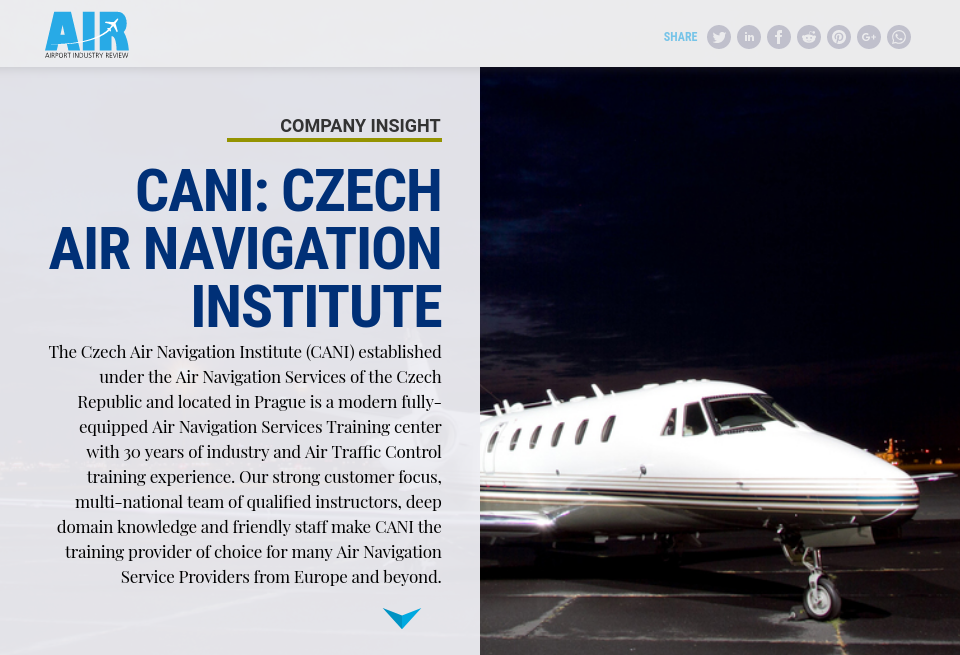 AIR
AIRPORT INDUSTRY REVIEW
SHARE
COMPANY INSIGHT
CANI: CZECH
AIR NAVIGATION
INSTITUTE
The Czech Air Navigation Institute (CANI) established
under the Air Navigation Services of the Czech
Republic and located in Prague is a modern fully-
equipped Air Navigation Services Training center
with 30 years of industry and Air Traffic Control
training experience. Our strong customer focus,
multi-national team of qualified instructors, deep
domain knowledge and friendly staff make CANI the
training provider of choice for many Air Navigation
Service Providers from Europe and beyond.